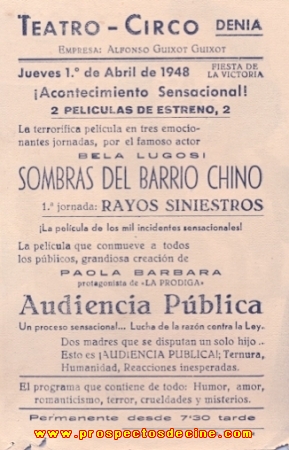 TEATRO - CIRCO DENIA
EMPRESA: ALFONSO GUIXOT GUIXOT
Jueves 1.º de Abril de 1948 FIESTA DE LA VICTORIA
¡Acontecimiento Sensacional!
2 PELICULAS DE ESTRENO, 2
La terrorífica película en tres emocio-
nantes jornadas, por el famoso actor
BELA LUGOSI
SOMBRAS DEL BARRIO CHINO
1.ª jornada: RAYOS SINIESTROS
¡La película de los mil incidentes sensacionales!
La película que conmueve a todos
los públicos, grandiosa creación de
PAOLA BARBARA
protagonista de «LA PRODIGA»
Audiencia Pública
Un proceso sensacional... Lucha de la razón contra la Ley.
Dos madres que se disputan un solo hijo..
Esto es ¡AUDIENCIA PUBLICA!; Ternura,
Humanidad, Reacciones inesperadas.
El programa que contiene de todo: Humor, amor,
romanticismo, terror, crueldades y misterios.
Permanente desde 7'30 tarde
www.prospectosdecine.com